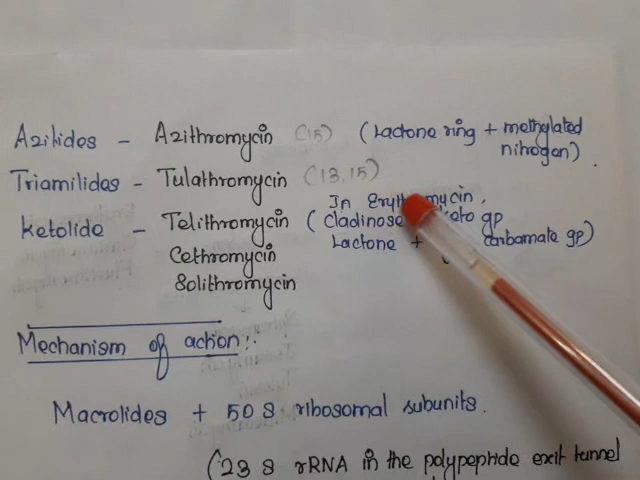 Azilides - Azithromycin (15) (Lactone ring + methylated
nitrogen).
Triamilides - Tulathromycin (13,15)
In Erythromycin,
Ketolide - Telithromycin (cladinose gp
Lactone + carbamate gp)
Cethromycin
Solithromycin
Mechanism of action:-
Macrolides + 50 S ribosomal subunits.
(23 S rRNA in the polypeptide exit tunnel